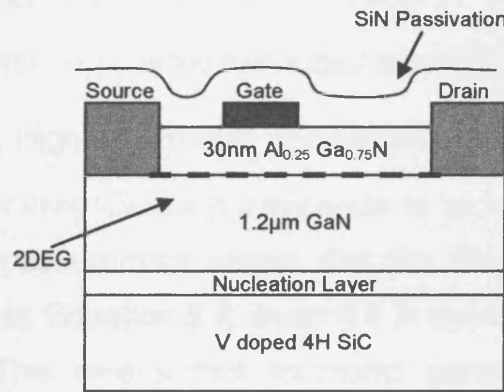 SiN Passivation
Source Gate Drain
30nm Al0.25 Ga0.75N
2DEG
1.2µm GaN
Nucleation Layer
V doped 4H SiC